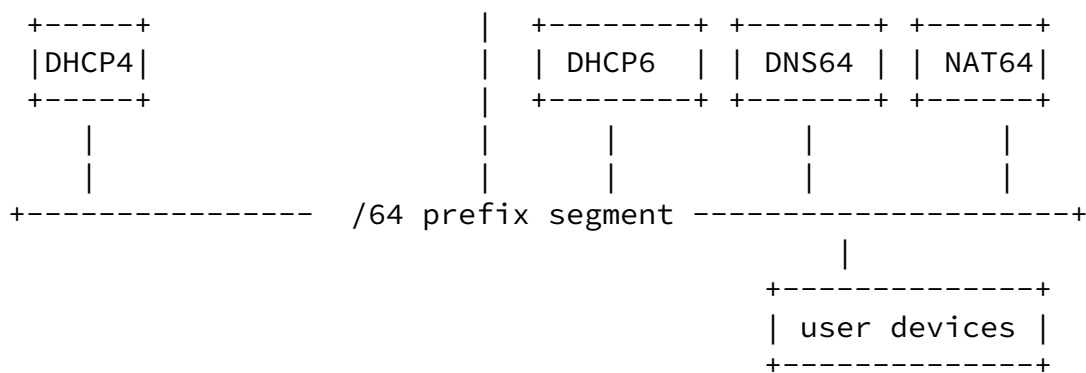 DHCP4 DHCP6 DNS64 NAT64
/64 prefix segment
user devices